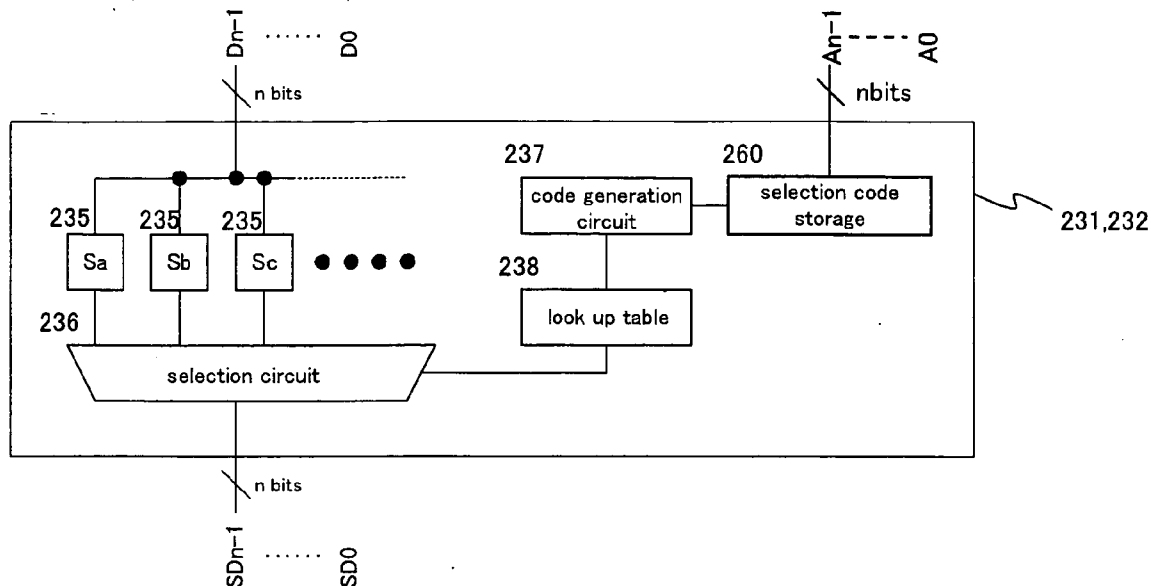 Dn-1 ...... D0
An-1 ---- A0
n bits
nbits
237
260
code generation
circuit
selection code
storage
235
235
235
231,232
Sa
Sb
Sc
238
look up table
236
selection circuit
n bits
SDn-1 ...... SD0